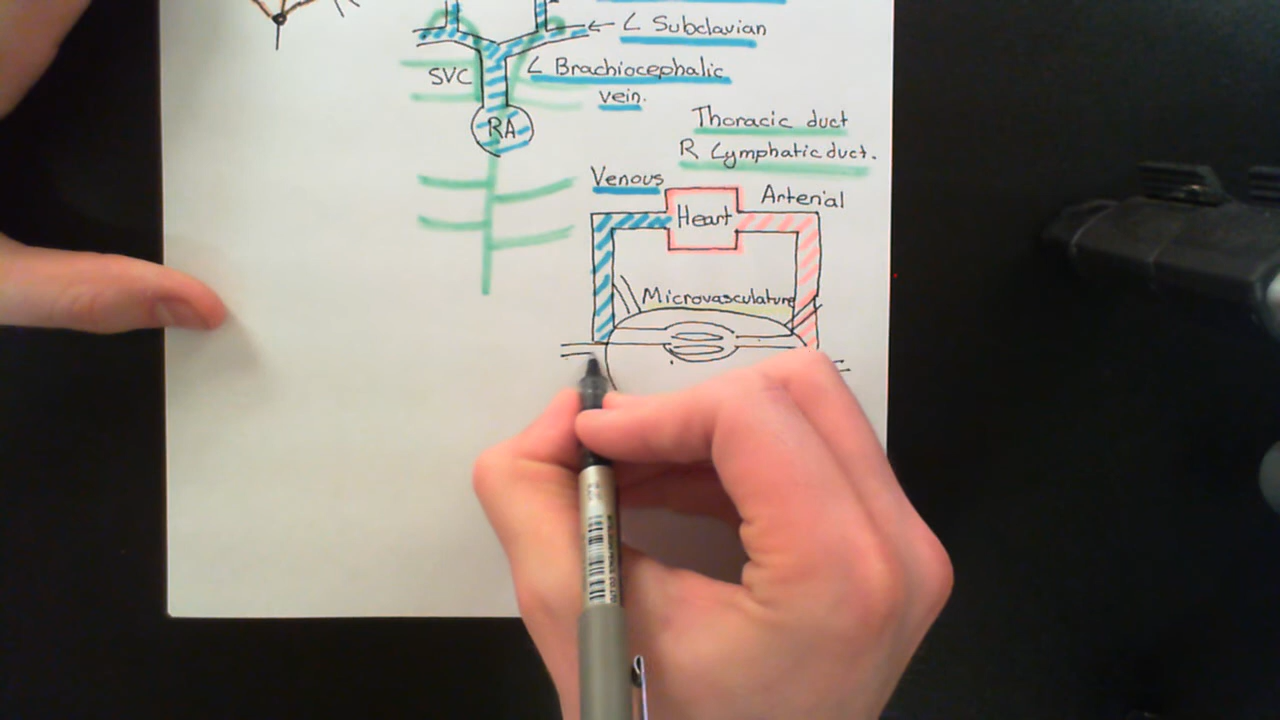 L Subclavian
SVC
L Brachiocephalic
vein.
RA
Thoracic duct
R Lymphatic duct.
Venous
Arterial
Heart
Microvasculature